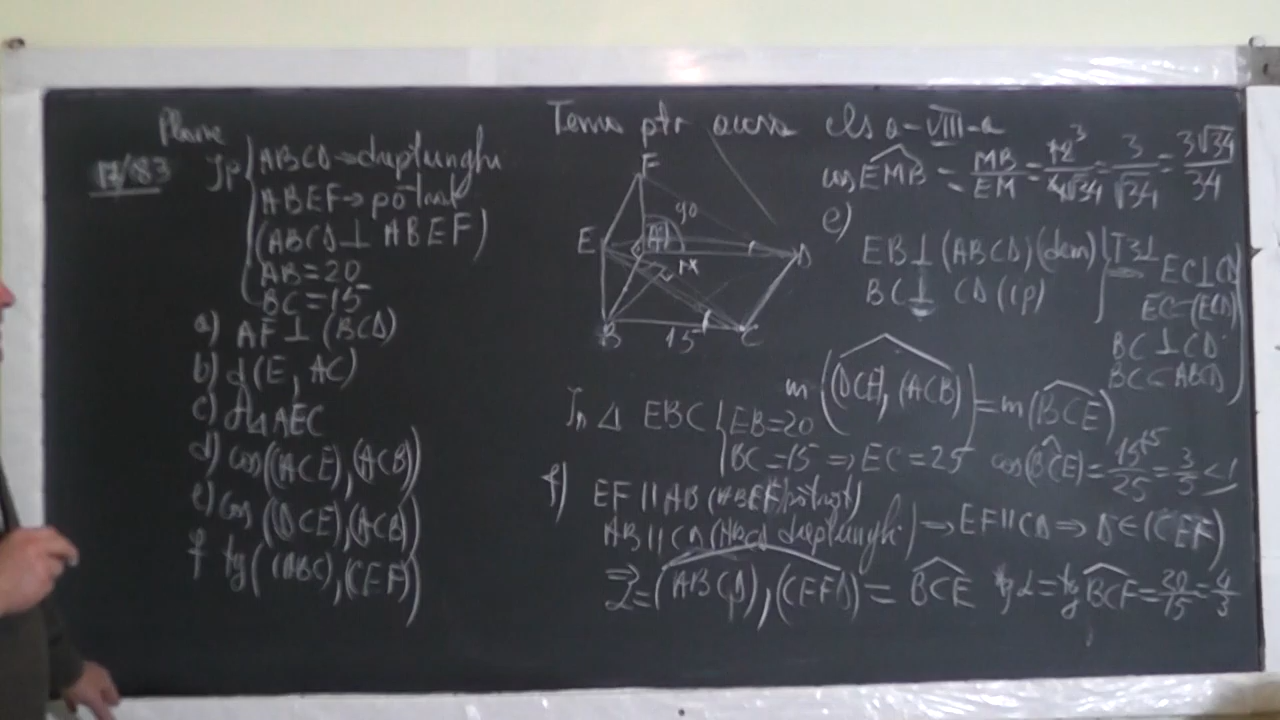 Plane
Tema ptr acasa cls a-VIII-a
17/83
Jp ABCD → dreptunghi
ABEF → pătrat
(ABCD ⊥ ABEF)
AB=20
BC=15
a) AF ⊥ (BCD)
b) d(E, AC)
c) AEC
d) cos((ACE), (ACB))
e) cos((DCE), (ACB))
f tg((ABC), (CEF))
F
90
E
A
D
M
B
15
C
cos EMB = MB/EM = 12³/4√34 = 3/√34 = 3√34/34
e)
EB ⊥ (ABCD) (dem) T3⊥ EC⊥CD
BC ⊥ CD (ip) EC⊂(ECD)
BC⊥CD
BC⊂ABCD
m((DCE), (ACB)) = m(BCE)
Jn Δ EBC EB=20
BC=15 ⇒ EC=25 cos(BCE) = 15/25 = 3/5 < 1
f) EF || AB (ABEF pătrat)
AB || CD (ABCD dreptunghi) → EF||CD ⇒ D∈(CEF)
⇒ (ABCD), (CEFD) = BCE tg α = tg BCF = 20/15 = 4/3